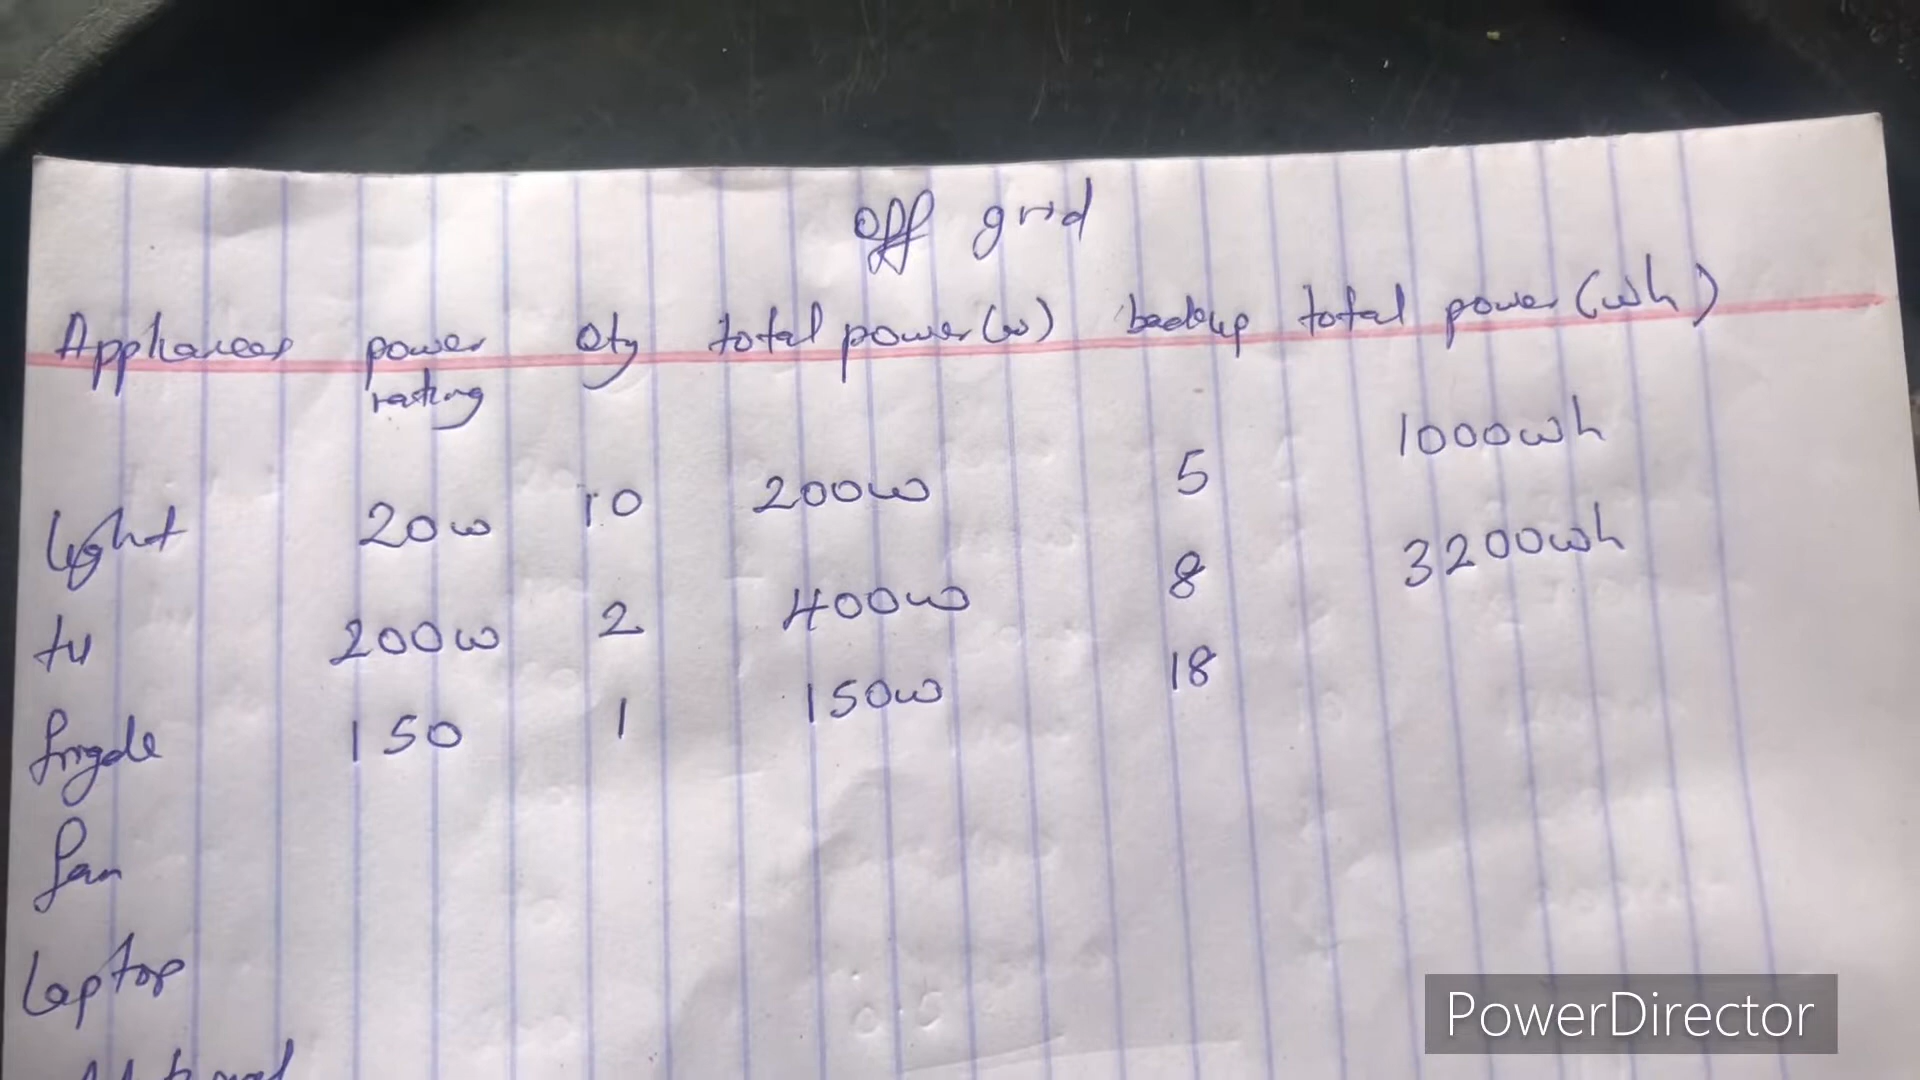 off grid
Appliances power rating Qty total power (w) backup total power (wh)
light 20w 10 200w 5 1000wh
tv 200w 2 400w 8 3200wh
frigde 150 1 150w 18
fan
laptop
PowerDirector